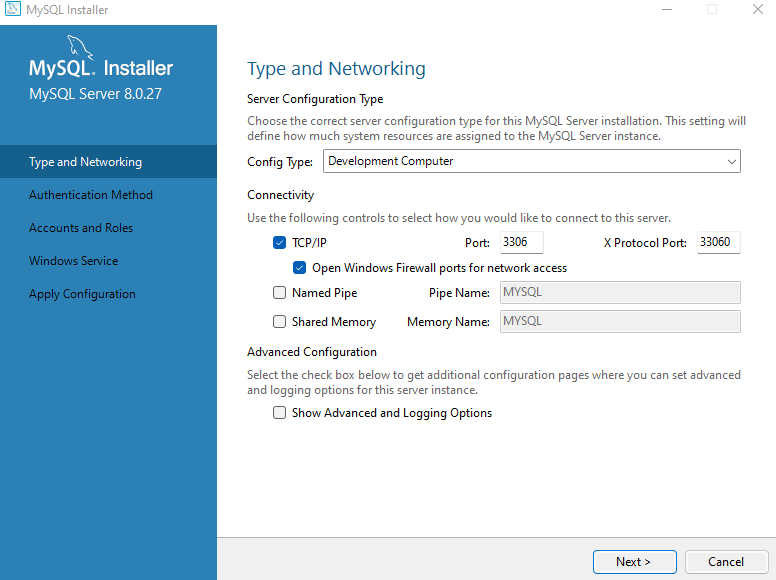 MySQL Installer
MySQL. Installer
MySQL Server 8.0.27
Type and Networking
Authentication Method
Accounts and Roles
Windows Service
Apply Configuration
Type and Networking
Server Configuration Type
Choose the correct server configuration type for this MySQL Server installation. This setting will
define how much system resources are assigned to the MySQL Server instance.
Config Type: Development Computer
Connectivity
Use the following controls to select how you would like to connect to this server.
TCP/IP Port: 3306 X Protocol Port: 33060
Open Windows Firewall ports for network access
Named Pipe Pipe Name: MYSQL
Shared Memory Memory Name: MYSQL
Advanced Configuration
Select the check box below to get additional configuration pages where you can set advanced
and logging options for this server instance.
Show Advanced and Logging Options
Next > Cancel